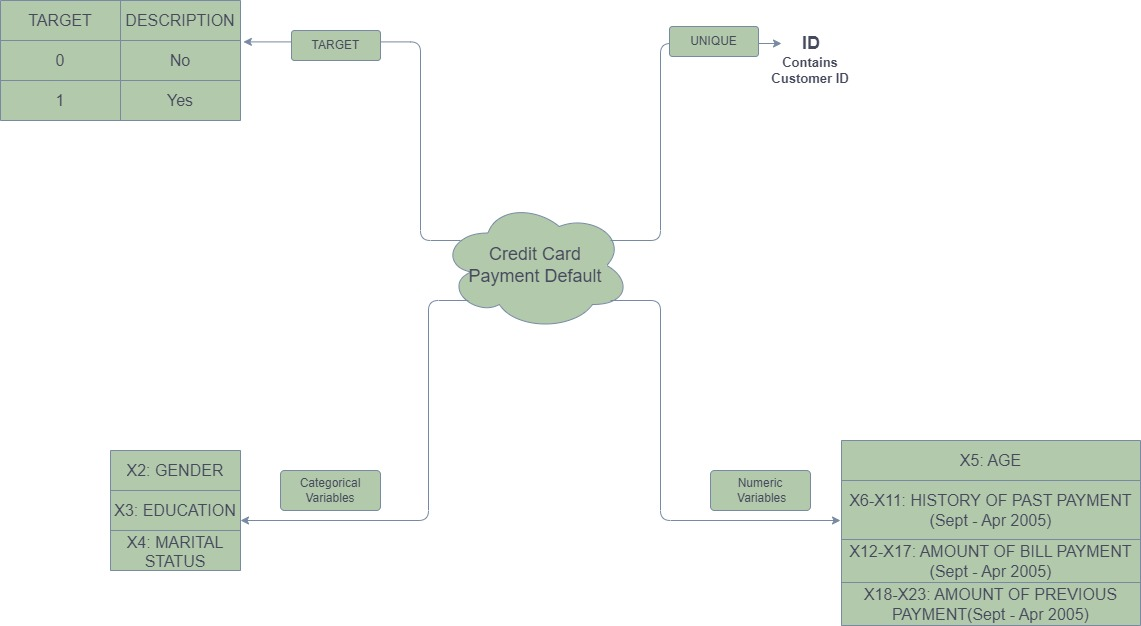 TARGET DESCRIPTION
0 No
1 Yes
TARGET
UNIQUE
ID
Contains
Customer ID
Credit Card
Payment Default
X2: GENDER
X3: EDUCATION
X4: MARITAL
STATUS
Categorical
Variables
Numeric
Variables
X5: AGE
X6-X11: HISTORY OF PAST PAYMENT
(Sept - Apr 2005)
X12-X17: AMOUNT OF BILL PAYMENT
(Sept - Apr 2005)
X18-X23: AMOUNT OF PREVIOUS
PAYMENT(Sept - Apr 2005)